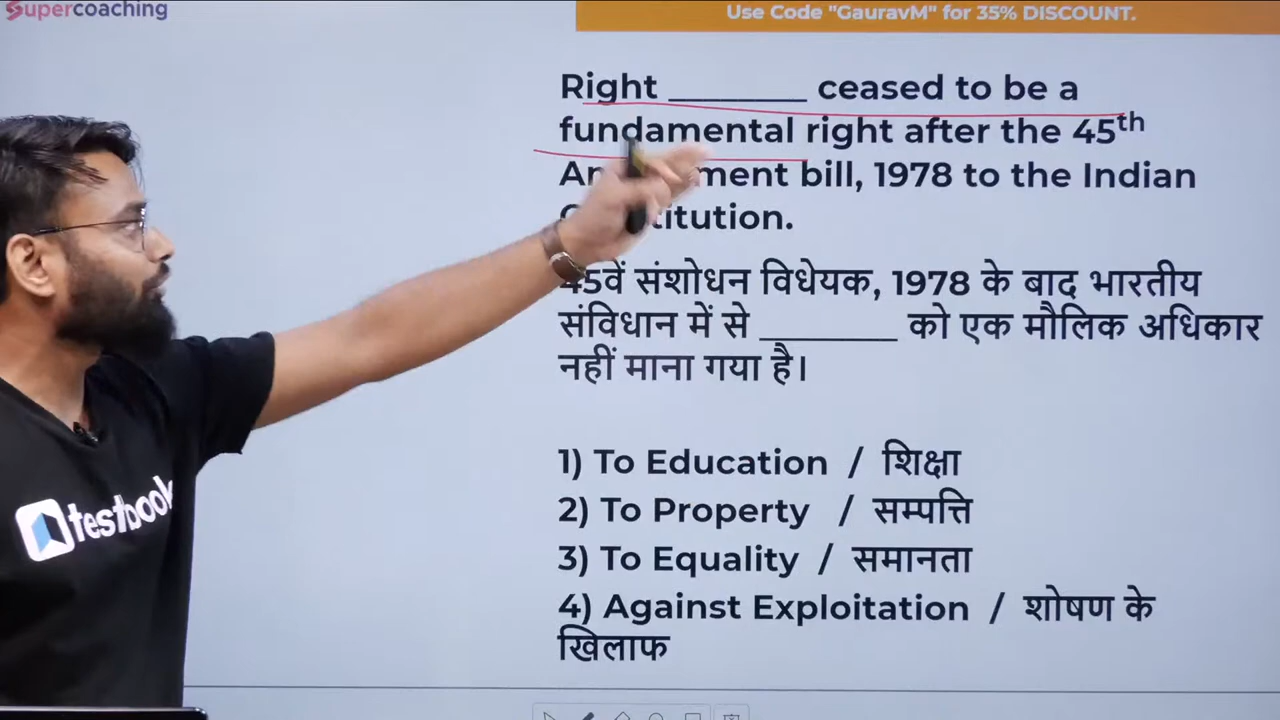 Supercoaching
Use Code "GauravM" for 35% DISCOUNT.
Right ________ ceased to be a
fundamental right after the 45th
bill, 1978 to the Indian
45वें संशोधन विधेयक, 1978 के बाद भारतीय
संविधान में से ________ को एक मौलिक अधिकार
नहीं माना गया है।
1) To Education / शिक्षा
2) To Property / सम्पत्ति
3) To Equality / समानता
4) Against Exploitation / शोषण के
खिलाफ
testbook